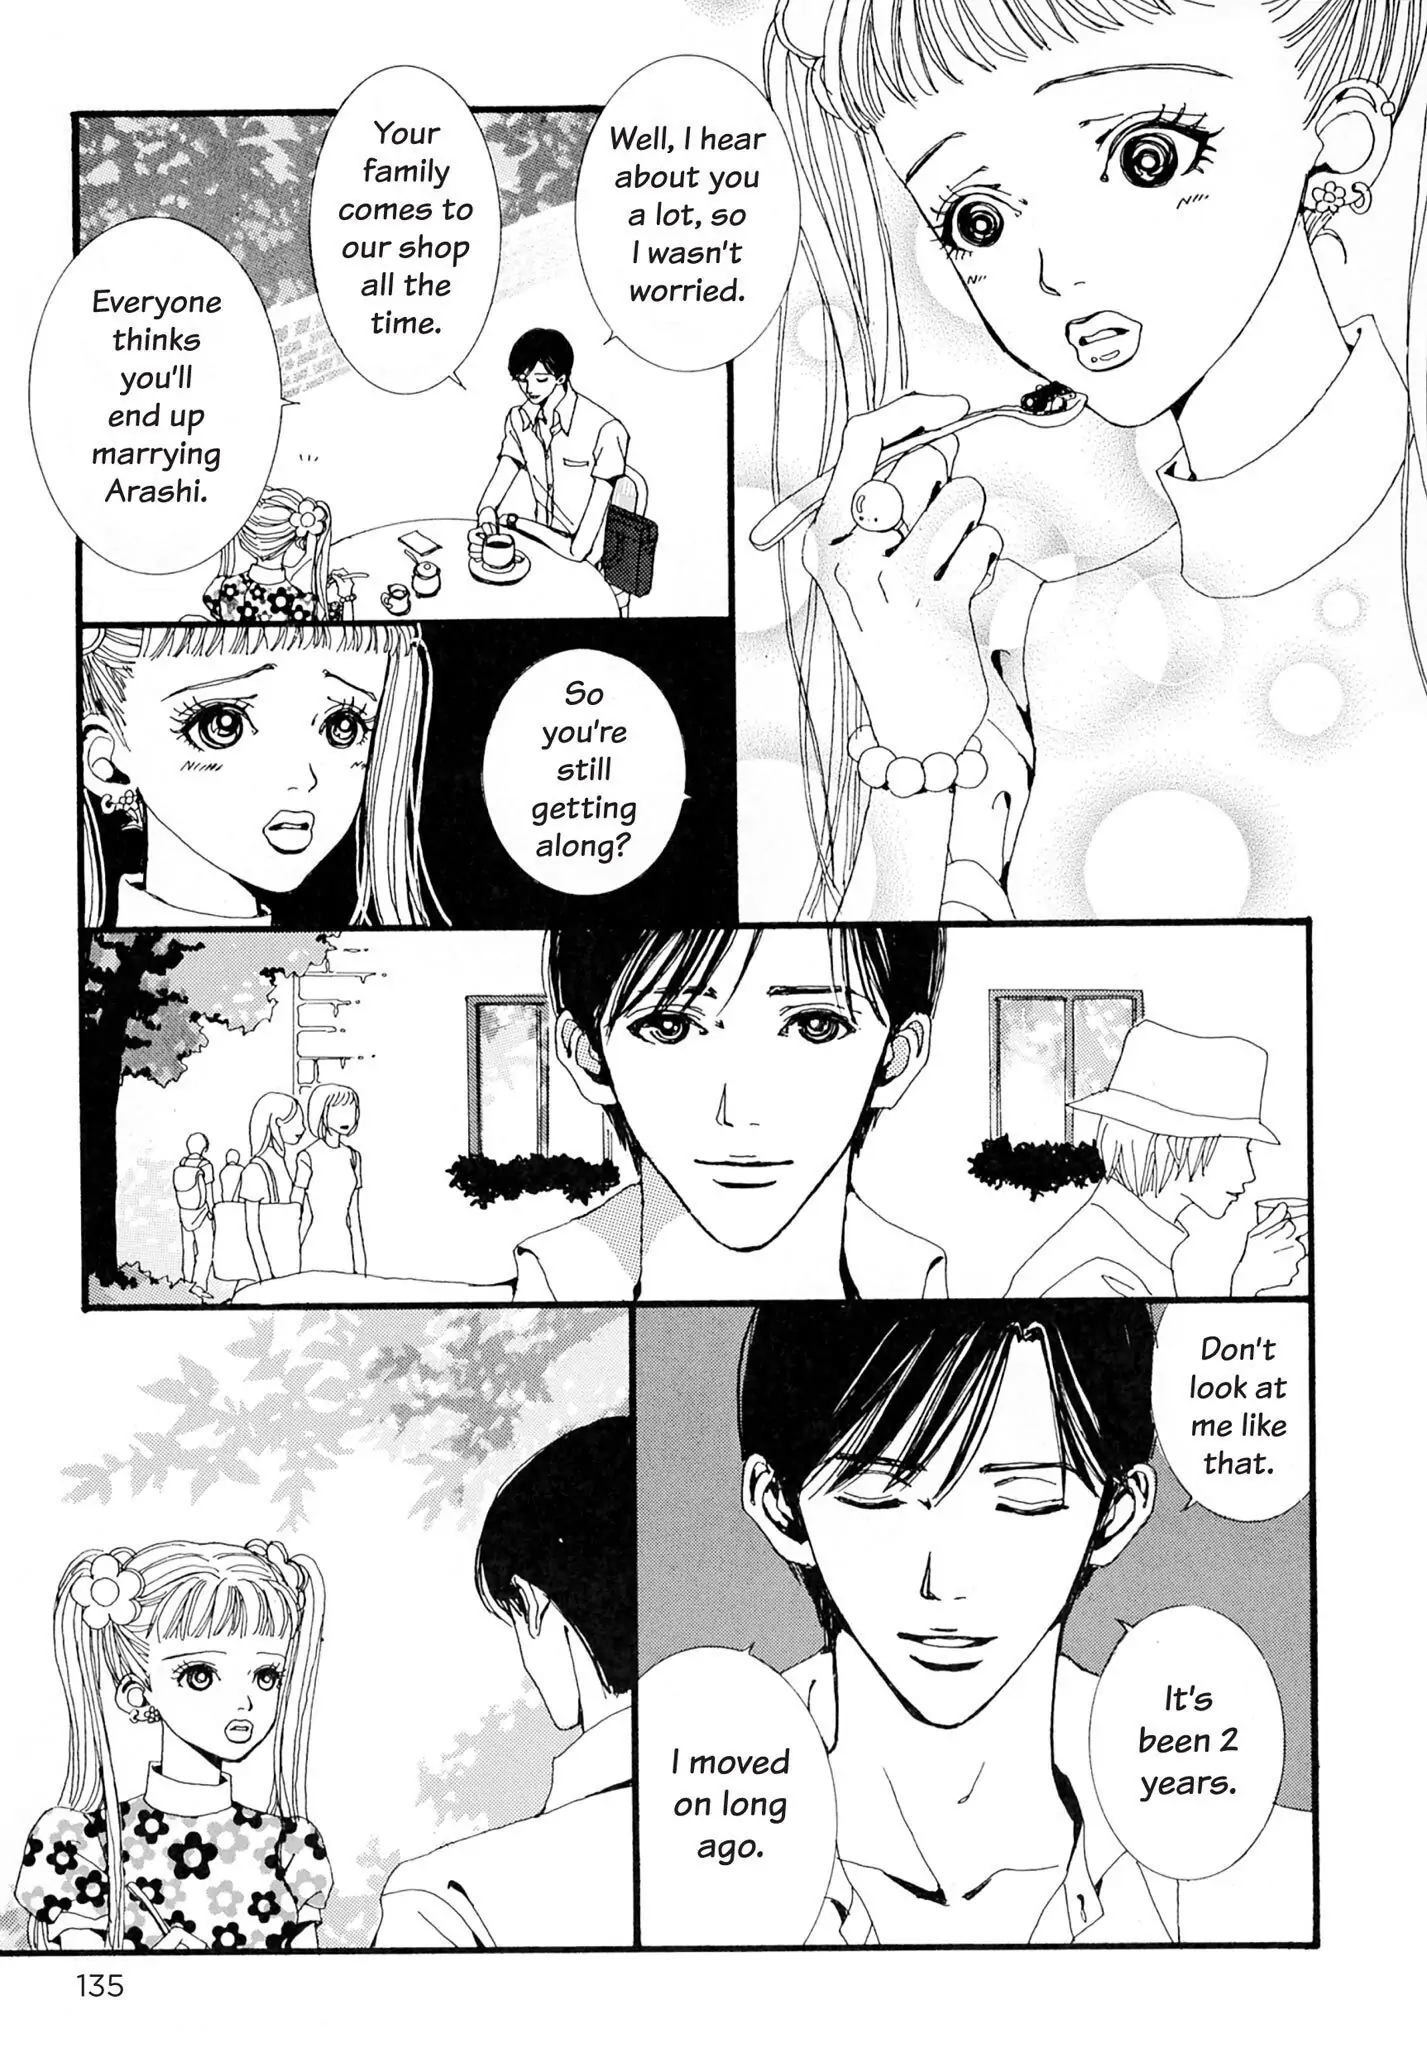 Well, I hear
about you
a lot, so
I wasn't
worried.
Your
family
comes to
our shop
all the
time.
Everyone
thinks
you'll
end up
marrying
Arashi.
So
you're
still
getting
along?
Don't
look at
me like
that.
It's
been 2
years.
I moved
on long
ago.
135